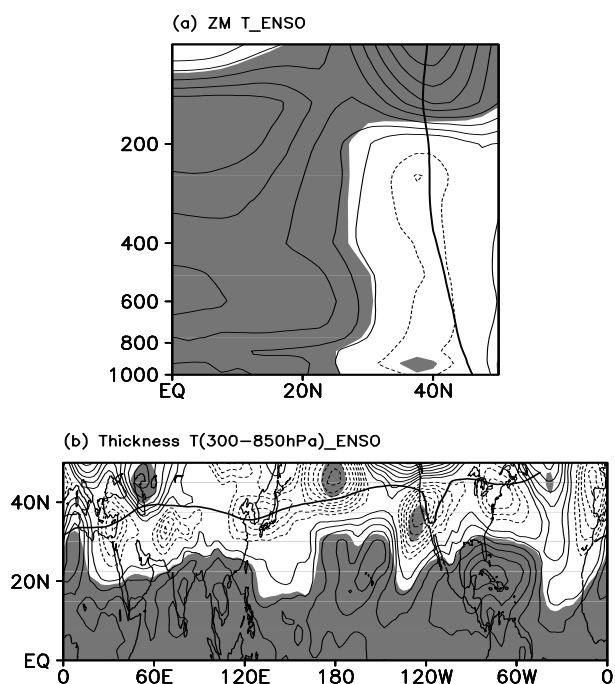 (a) ZM T_ENSO
200
400
600
800
1000
EQ 20N 40N
(b) Thickness T(300−850hPa)_ENSO
40N
20N
EQ
0 60E 120E 180 120W 60W 0